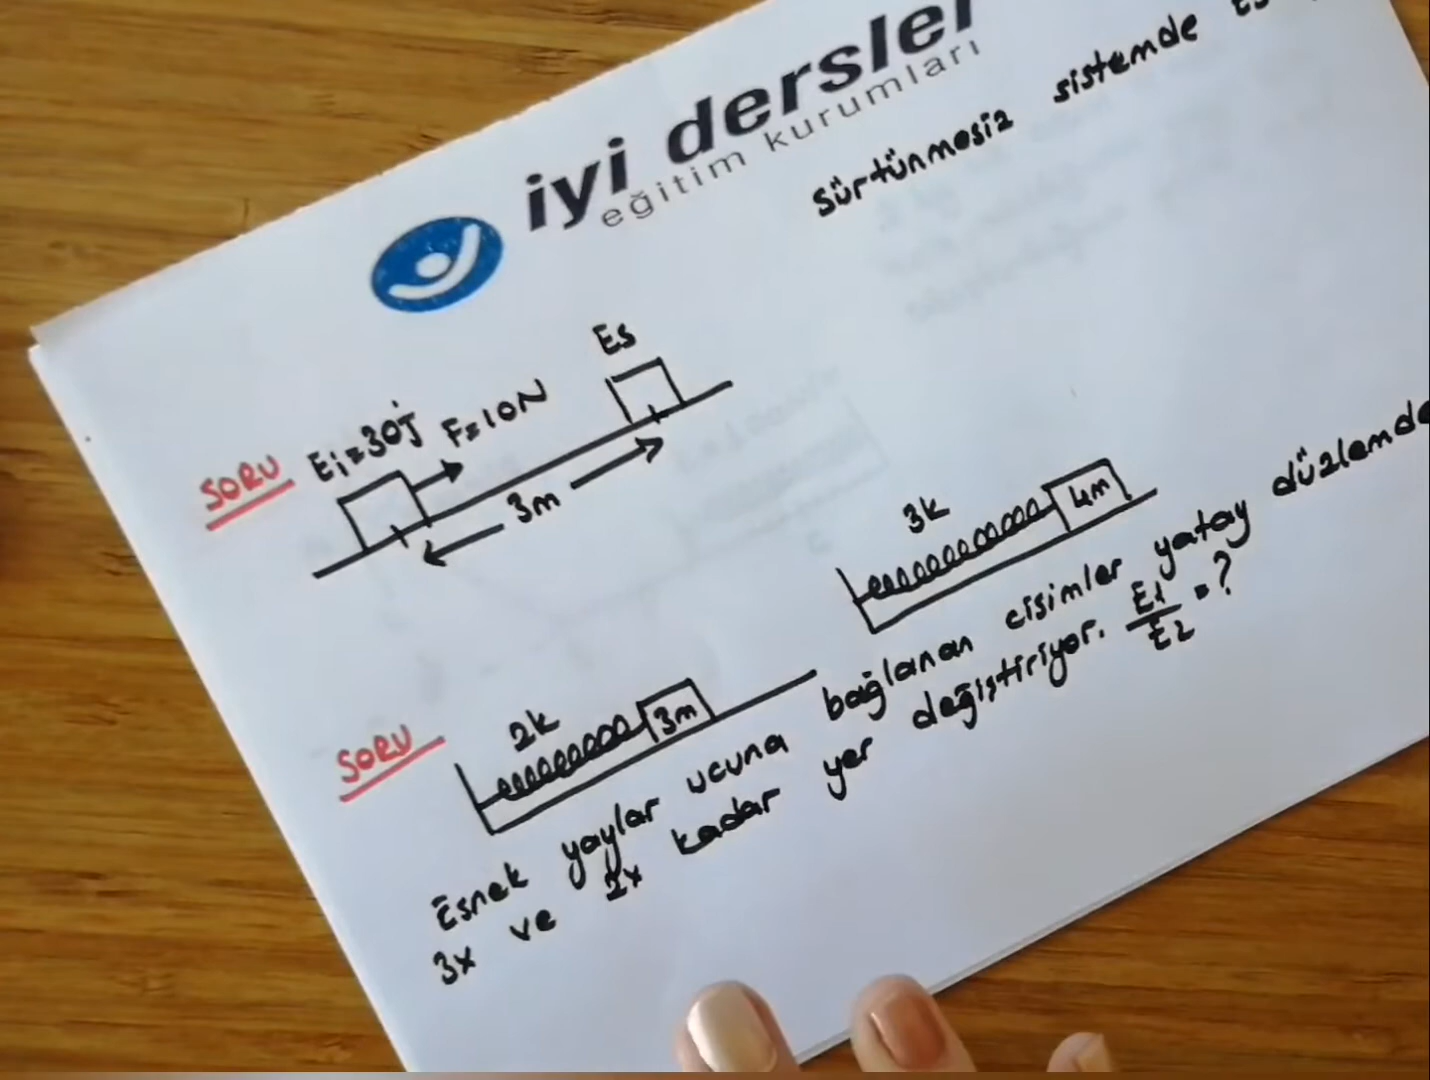 iyi dersler
eğitim kurumları
Sürtünmesiz sistemde Es
SORU
Ei=30J
F=10N
Es
3m
SORU
2k
3m
3k
4m
Esnek yaylar ucuna bağlanan cisimler yatay düzlemde
3x ve 2x kadar yer değiştiriyor. E1/E2 = ?